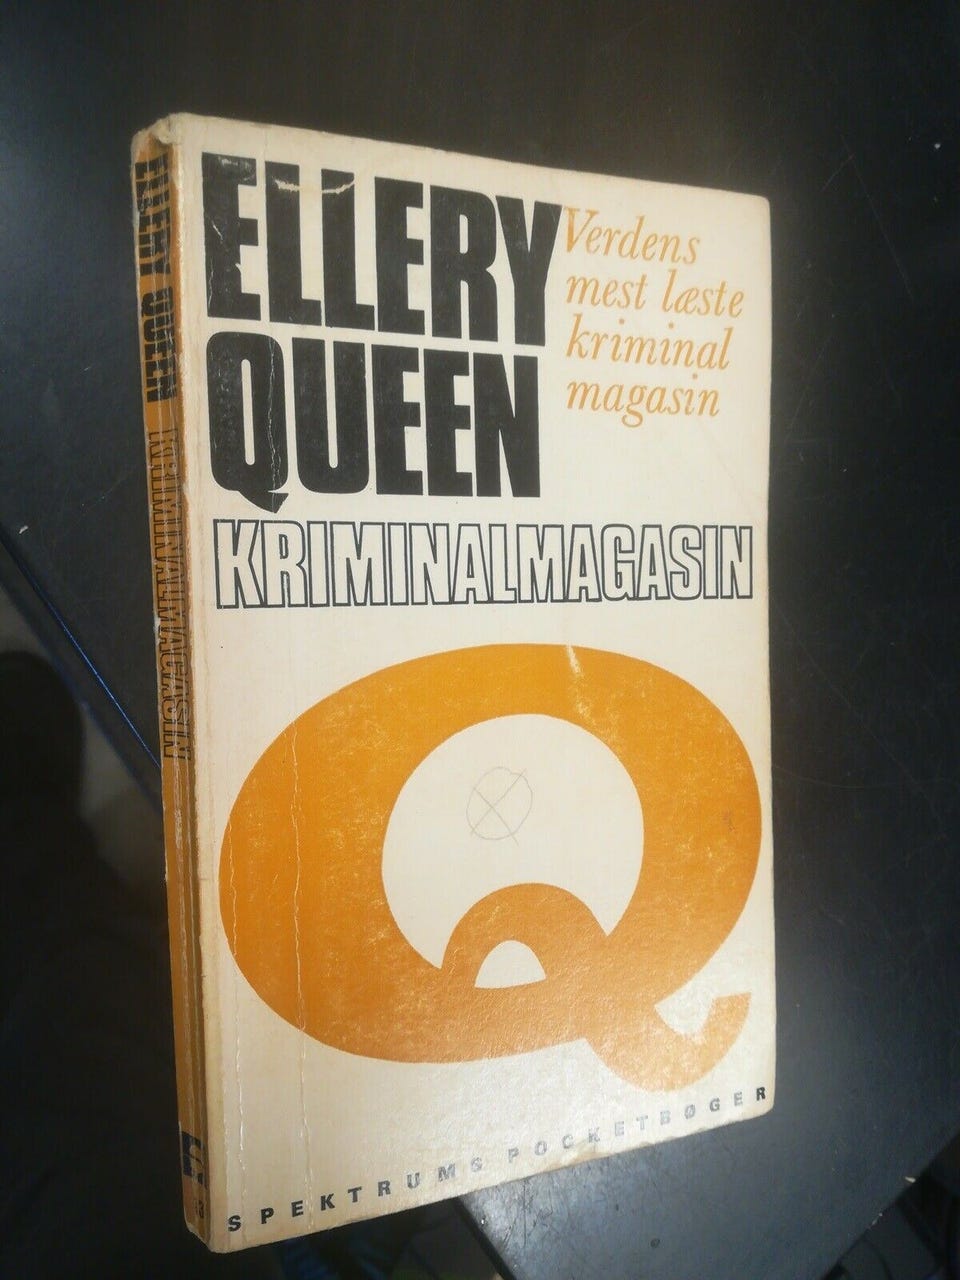 ELLERY
QUEEN
Verdens
mest læste
kriminal
magasin
KRIMINALMAGASIN
Q
SPEKTRUMS POCKETBØGER
ELLERY QUEEN KRIMINALMAGASIN